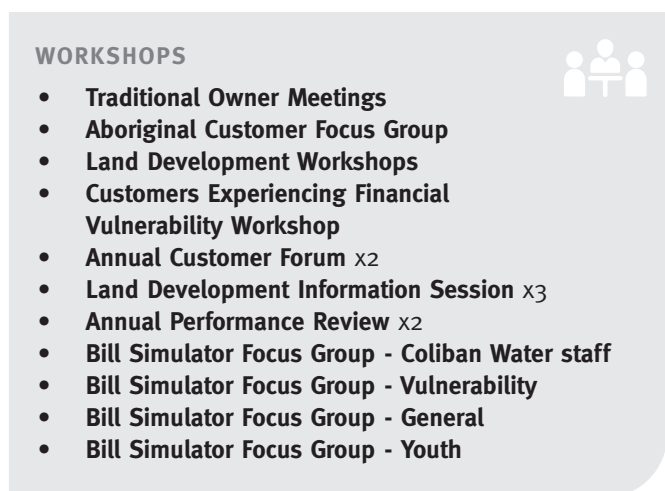 WORKSHOPS
• Traditional Owner Meetings
• Aboriginal Customer Focus Group
• Land Development Workshops
• Customers Experiencing Financial
Vulnerability Workshop
• Annual Customer Forum x2
• Land Development Information Session x3
• Annual Performance Review x2
• Bill Simulator Focus Group - Coliban Water staff
• Bill Simulator Focus Group - Vulnerability
• Bill Simulator Focus Group - General
• Bill Simulator Focus Group - Youth